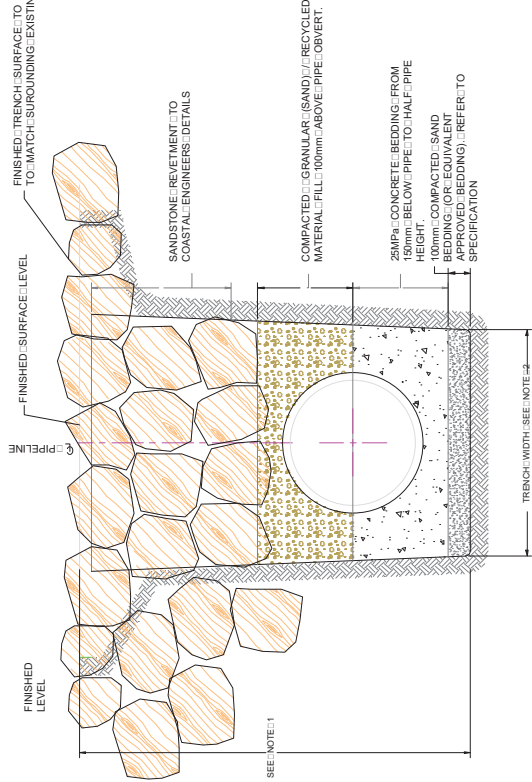 FINISHED
LEVEL
℄ PIPELINE
FINISHED SURFACE LEVEL
FINISHED TRENCH SURFACE TO
TO MATCH SUROUNDING EXISTIN
SANDSTONE REVETMENT TO
COASTAL ENGINEERS DETAILS
COMPACTED GRANULAR (SAND) / RECYCLED
MATERIAL FILL 100mm ABOVE PIPE OBVERT.
25MPa CONCRETE BEDDING FROM
150mm BELOW PIPE TO HALF PIPE
HEIGHT.
100mm COMPACTED SAND
BEDDING (OR EQUIVALENT
APPROVED BEDDING), REFER TO
SPECIFICATION
SEE NOTE 1
TRENCH WIDTH SEE NOTE 2